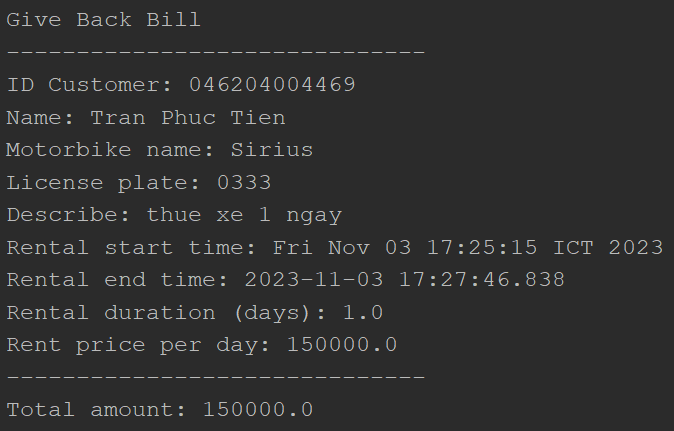 Give Back Bill
------------------------------
ID Customer: 046204004469
Name: Tran Phuc Tien
Motorbike name: Sirius
License plate: 0333
Describe: thue xe 1 ngay
Rental start time: Fri Nov 03 17:25:15 ICT 2023
Rental end time: 2023-11-03 17:27:46.838
Rental duration (days): 1.0
Rent price per day: 150000.0
------------------------------
Total amount: 150000.0